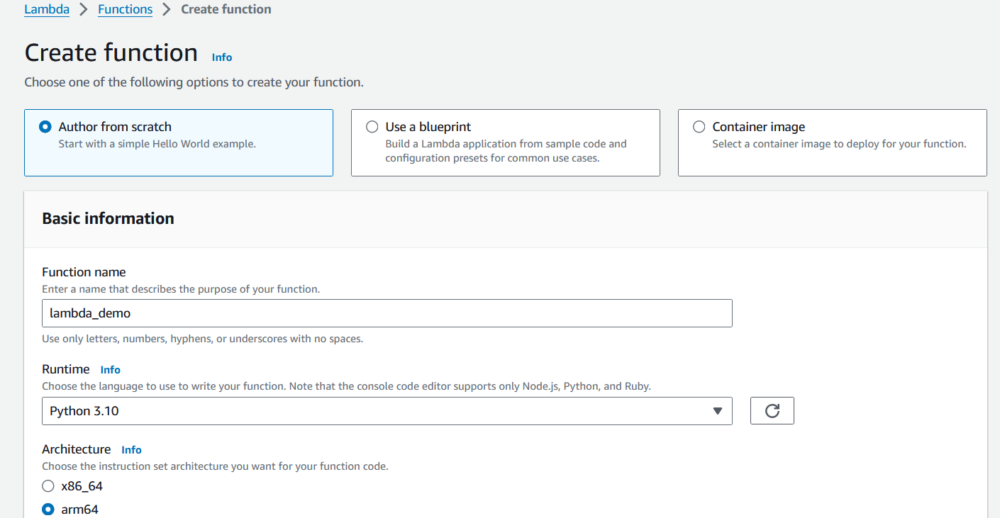 Lambda > Functions > Create function
Create function Info
Choose one of the following options to create your function.
Author from scratch
Start with a simple Hello World example.
Use a blueprint
Build a Lambda application from sample code and
configuration presets for common use cases.
Container image
Select a container image to deploy for your function.
Basic information
Function name
Enter a name that describes the purpose of your function.
lambda_demo
Use only letters, numbers, hyphens, or underscores with no spaces.
Runtime Info
Choose the language to use to write your function. Note that the console code editor supports only Node.js, Python, and Ruby.
Python 3.10
Architecture Info
Choose the instruction set architecture you want for your function code.
x86_64
arm64